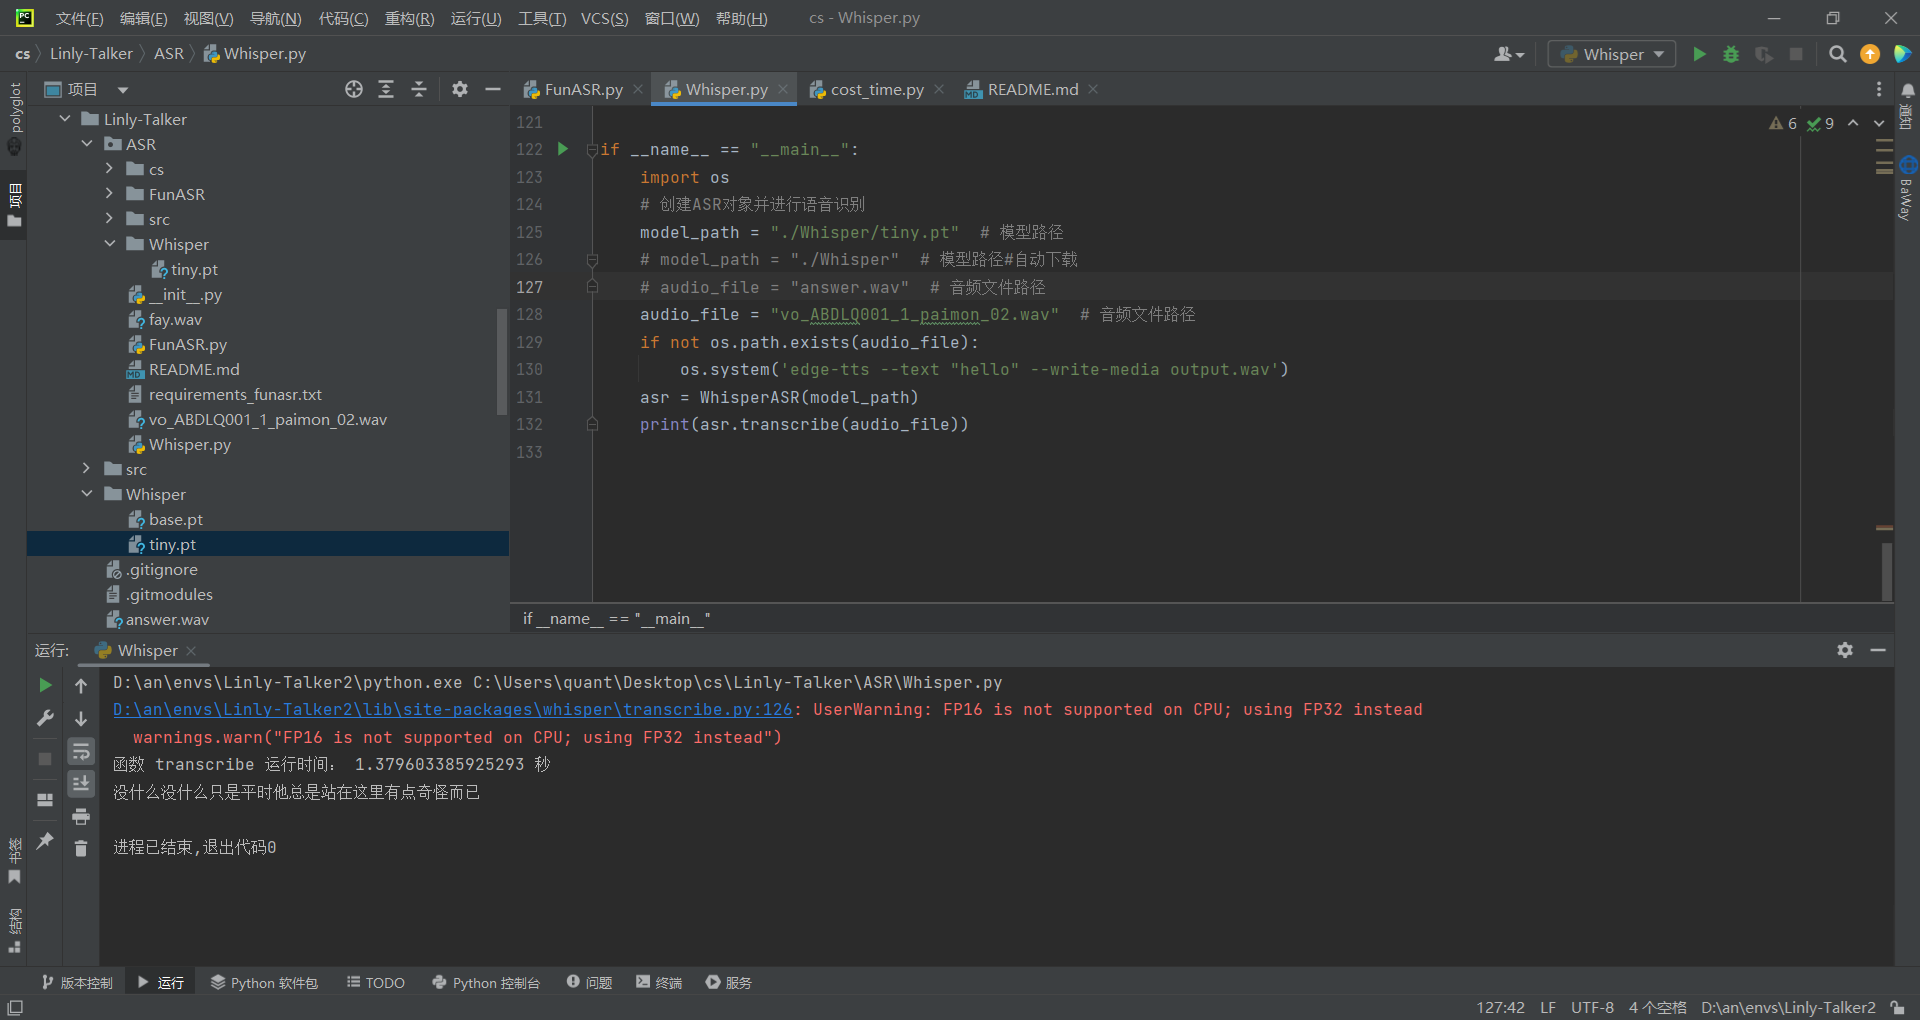 文件(F) 编辑(E) 视图(V) 导航(N) 代码(C) 重构(R) 运行(U) 工具(T) VCS(S) 窗口(W) 帮助(H) cs - Whisper.py
cs Linly-Talker ASR Whisper.py Whisper
项目 FunASR.py Whisper.py cost_time.py README.md
polyglot
项目
书签
结构
Linly-Talker
ASR
cs
FunASR
src
Whisper
tiny.pt
__init__.py
fay.wav
FunASR.py
README.md
requirements_funasr.txt
vo_ABDLQ001_1_paimon_02.wav
Whisper.py
src
Whisper
base.pt
tiny.pt
.gitignore
.gitmodules
answer.wav
6 9
121
122 if __name__ == "__main__":
123 import os
124 # 创建ASR对象并进行语音识别
125 model_path = "./Whisper/tiny.pt"  # 模型路径
126 # model_path = "./Whisper"  # 模型路径#自动下载
127 # audio_file = "answer.wav"  # 音频文件路径
128 audio_file = "vo_ABDLQ001_1_paimon_02.wav"  # 音频文件路径
129 if not os.path.exists(audio_file):
130 os.system('edge-tts --text "hello" --write-media output.wav')
131 asr = WhisperASR(model_path)
132 print(asr.transcribe(audio_file))
133
if __name__ == "__main__"
通知
BaWay
运行: Whisper
D:\an\envs\Linly-Talker2\python.exe C:\Users\quant\Desktop\cs\Linly-Talker\ASR\Whisper.py
D:\an\envs\Linly-Talker2\lib\site-packages\whisper\transcribe.py:126: UserWarning: FP16 is not supported on CPU; using FP32 instead
warnings.warn("FP16 is not supported on CPU; using FP32 instead")
函数 transcribe 运行时间： 1.379603385925293 秒
没什么没什么只是平时他总是站在这里有点奇怪而已
进程已结束,退出代码0
版本控制 运行 Python 软件包 TODO Python 控制台 问题 终端 服务
127:42 LF UTF-8 4 个空格 D:\an\envs\Linly-Talker2